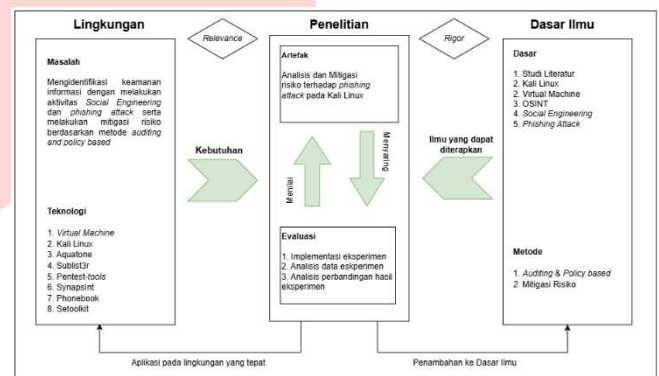 Lingkungan
Relevance
Penelitian
Rigor
Dasar Ilmu
Masalah
Mengidentifikasi keamanan
informasi dengan melakukan
aktivitas Social Engineering
dan phishing attack serta
melakukan mitigasi risiko
berdasarkan metode auditing
and policy based
Teknologi
1. Virtual Machine
2. Kali Linux
3. Aquatone
4. Sublist3r
5. Pentest-tools
6. SynapsInt
7. Phonebook
8. Setoolkit
Kebutuhan
Artefak
Analisis dan Mitigasi
risiko terhadap phishing
attack pada Kali Linux
Menilai
Menyaring
Evaluasi
1. Implementasi eksperimen
2. Analisis data eskperimen
3. Analisis perbandingan hasil
eksperimen
Ilmu yang dapat
diterapkan
Dasar
1. Studi Literatur
2. Kali Linux
2. Virtual Machine
3. OSINT
4. Social Engineering
5. Phishing Attack
Metode
1. Auditing & Policy based
2. Mitigasi Risiko
Aplikasi pada lingkungan yang tepat
Penambahan ke Dasar Ilmu